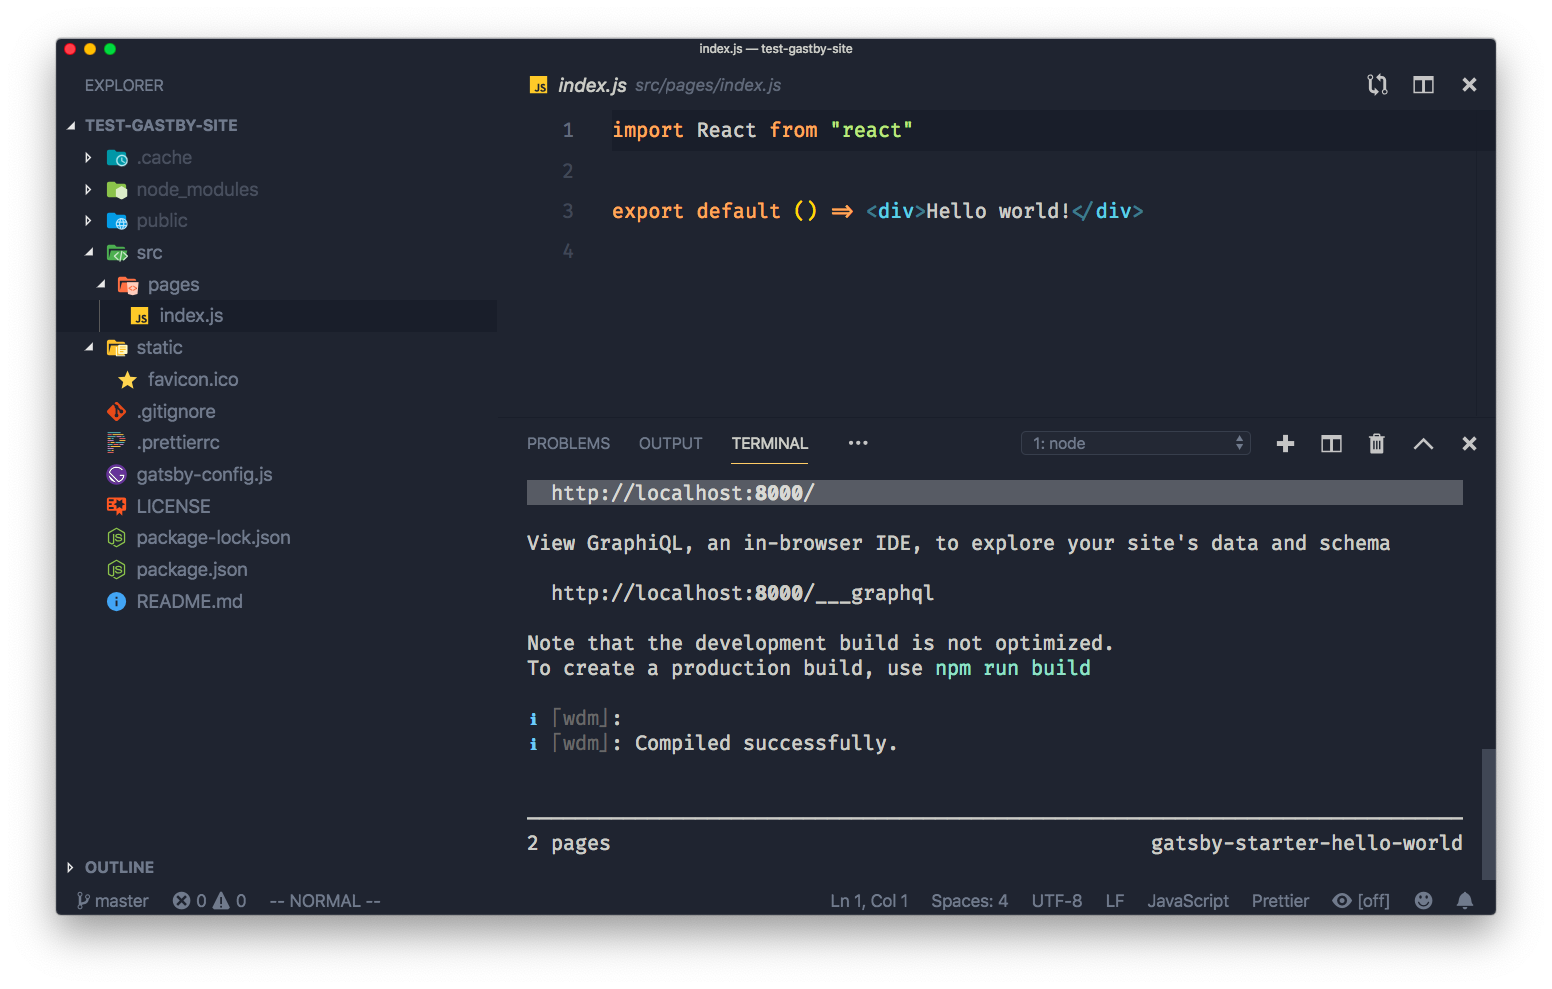 index.js — test-gastby-site
EXPLORER
TEST-GASTBY-SITE
.cache
node_modules
public
src
pages
index.js
static
favicon.ico
.gitignore
.prettierrc
gatsby-config.js
LICENSE
package-lock.json
package.json
README.md
OUTLINE
index.js src/pages/index.js
1 import React from "react"
2
3 export default () => <div>Hello world!</div>
4
PROBLEMS OUTPUT TERMINAL ••• 1: node
http://localhost:8000/
View GraphiQL, an in-browser IDE, to explore your site's data and schema
http://localhost:8000/___graphql
Note that the development build is not optimized.
To create a production build, use npm run build
ℹ ｢wdm｣:
ℹ ｢wdm｣: Compiled successfully.
2 pages gatsby-starter-hello-world
master 0 0 -- NORMAL -- Ln 1, Col 1 Spaces: 4 UTF-8 LF JavaScript Prettier [off]